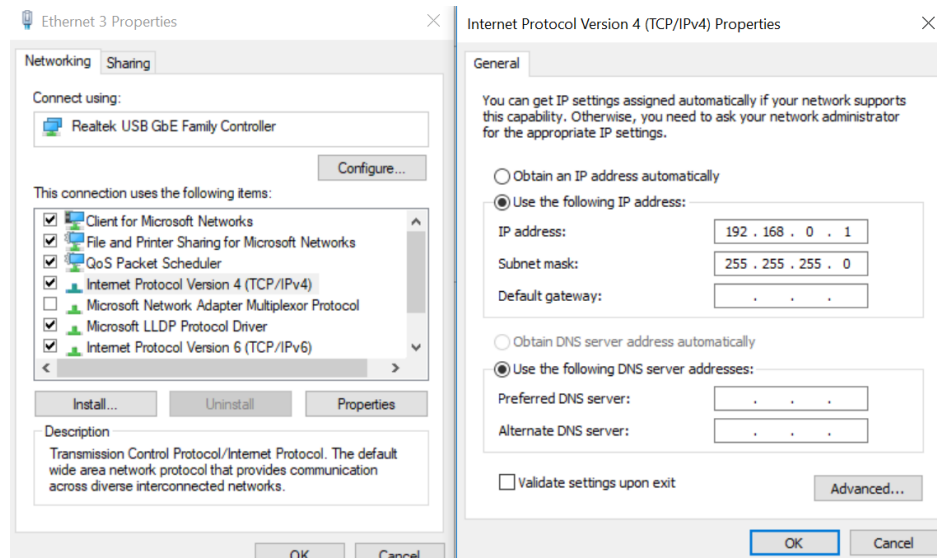 Ethernet 3 Properties
Networking
Sharing
Connect using:
Realtek USB GbE Family Controller
Configure...
This connection uses the following items:
Client for Microsoft Networks
File and Printer Sharing for Microsoft Networks
QoS Packet Scheduler
Internet Protocol Version 4 (TCP/IPv4)
Microsoft Network Adapter Multiplexor Protocol
Microsoft LLDP Protocol Driver
Internet Protocol Version 6 (TCP/IPv6)
Install...
Uninstall
Properties
Description
Transmission Control Protocol/Internet Protocol. The default
wide area network protocol that provides communication
across diverse interconnected networks.
OK
Cancel
Internet Protocol Version 4 (TCP/IPv4) Properties
General
You can get IP settings assigned automatically if your network supports
this capability. Otherwise, you need to ask your network administrator
for the appropriate IP settings.
Obtain an IP address automatically
Use the following IP address:
IP address:
192 . 168 . 0 . 1
Subnet mask:
255 . 255 . 255 . 0
Default gateway:
. . .
Obtain DNS server address automatically
Use the following DNS server addresses:
Preferred DNS server:
. . .
Alternate DNS server:
. . .
Validate settings upon exit
Advanced...
OK
Cancel